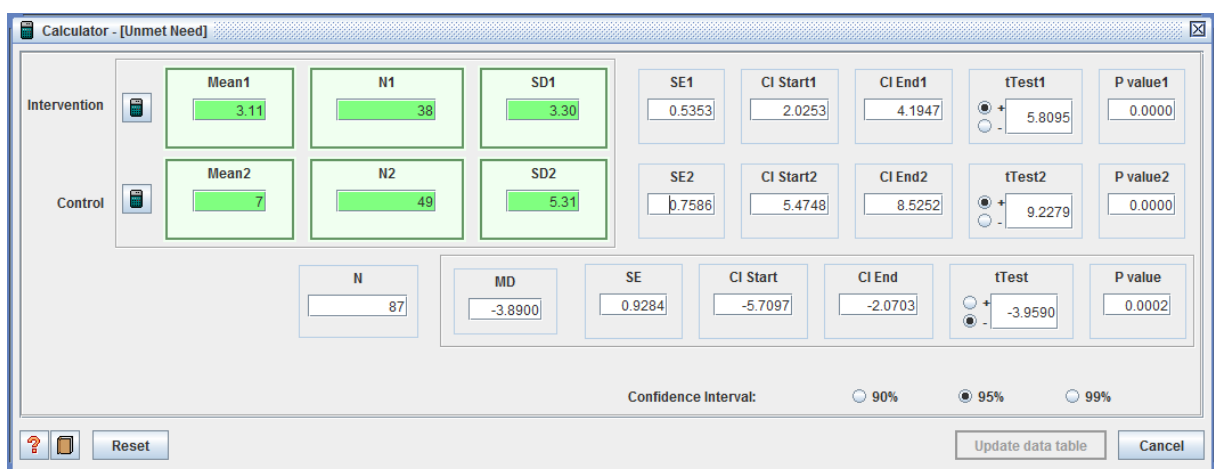 Calculator - [Unmet Need]
Mean1 N1 SD1 SE1 CI Start1 CI End1 tTest1 P value1
Intervention 3.11 38 3.30 0.5353 2.0253 4.1947 + - 5.8095 0.0000
Mean2 N2 SD2 SE2 CI Start2 CI End2 tTest2 P value2
Control 7 49 5.31 0.7586 5.4748 8.5252 + - 9.2279 0.0000
N MD SE CI Start CI End tTest P value
87 -3.8900 0.9284 -5.7097 -2.0703 + - -3.9590 0.0002
Confidence Interval: 90% 95% 99%
? Reset Update data table Cancel